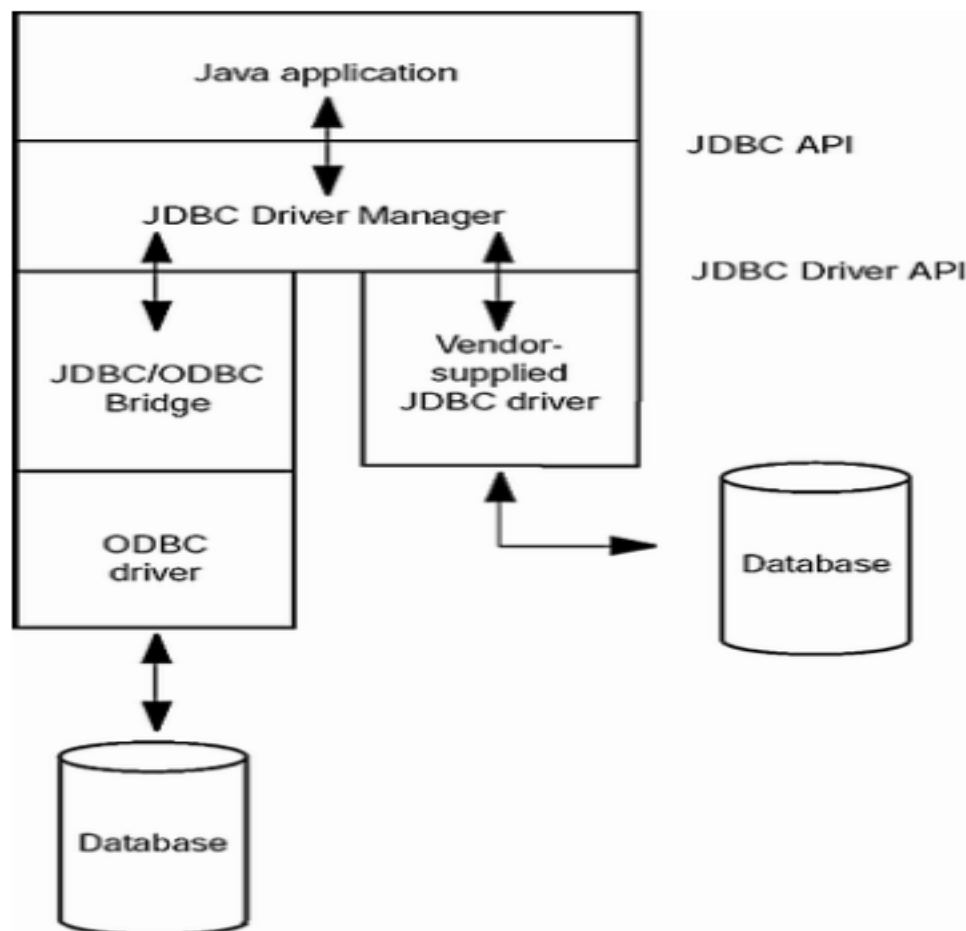 Java application
JDBC API
JDBC Driver Manager
JDBC Driver API
JDBC/ODBC
Bridge
Vendor-
supplied
JDBC driver
ODBC
driver
Database
Database